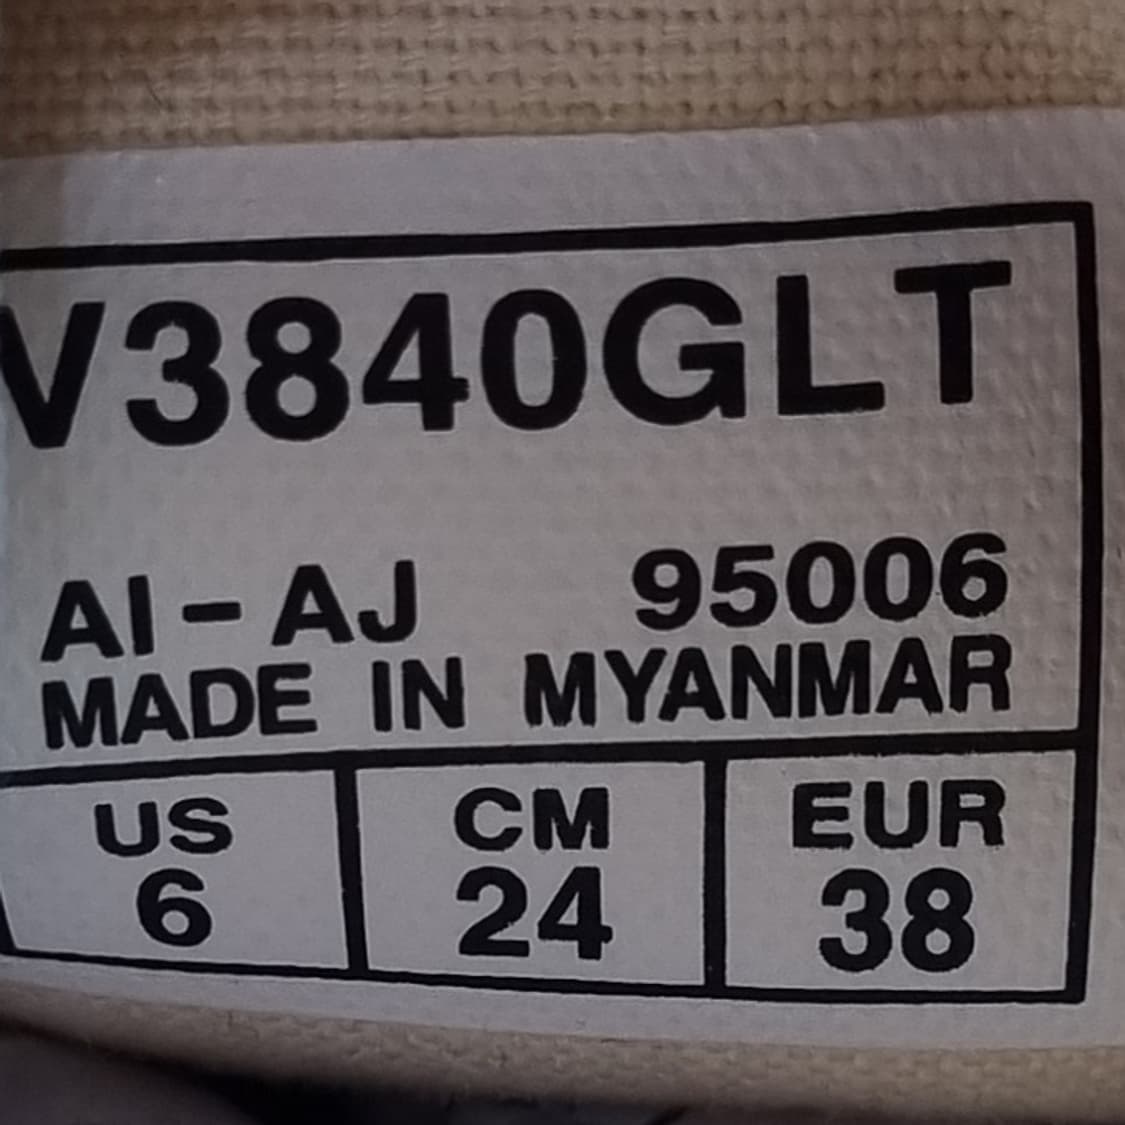 V3840GLT
AI-AJ 95006
MADE IN MYANMAR
US CM EUR
6 24 38